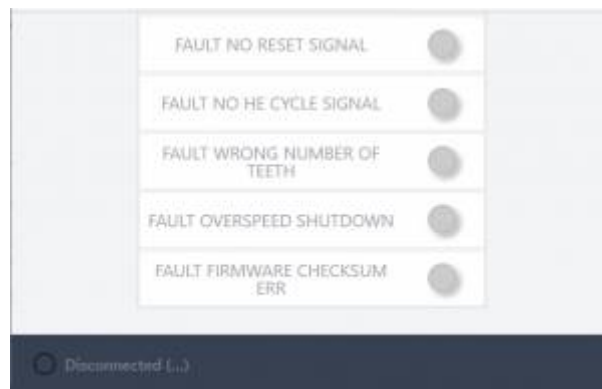 FAULT NO RESET SIGNAL
FAULT NO HE CYCLE SIGNAL
FAULT WRONG NUMBER OF
TEETH
FAULT OVERSPEED SHUTDOWN
FAULT FIRMWARE CHECKSUM
ERR
Disconnected (...)